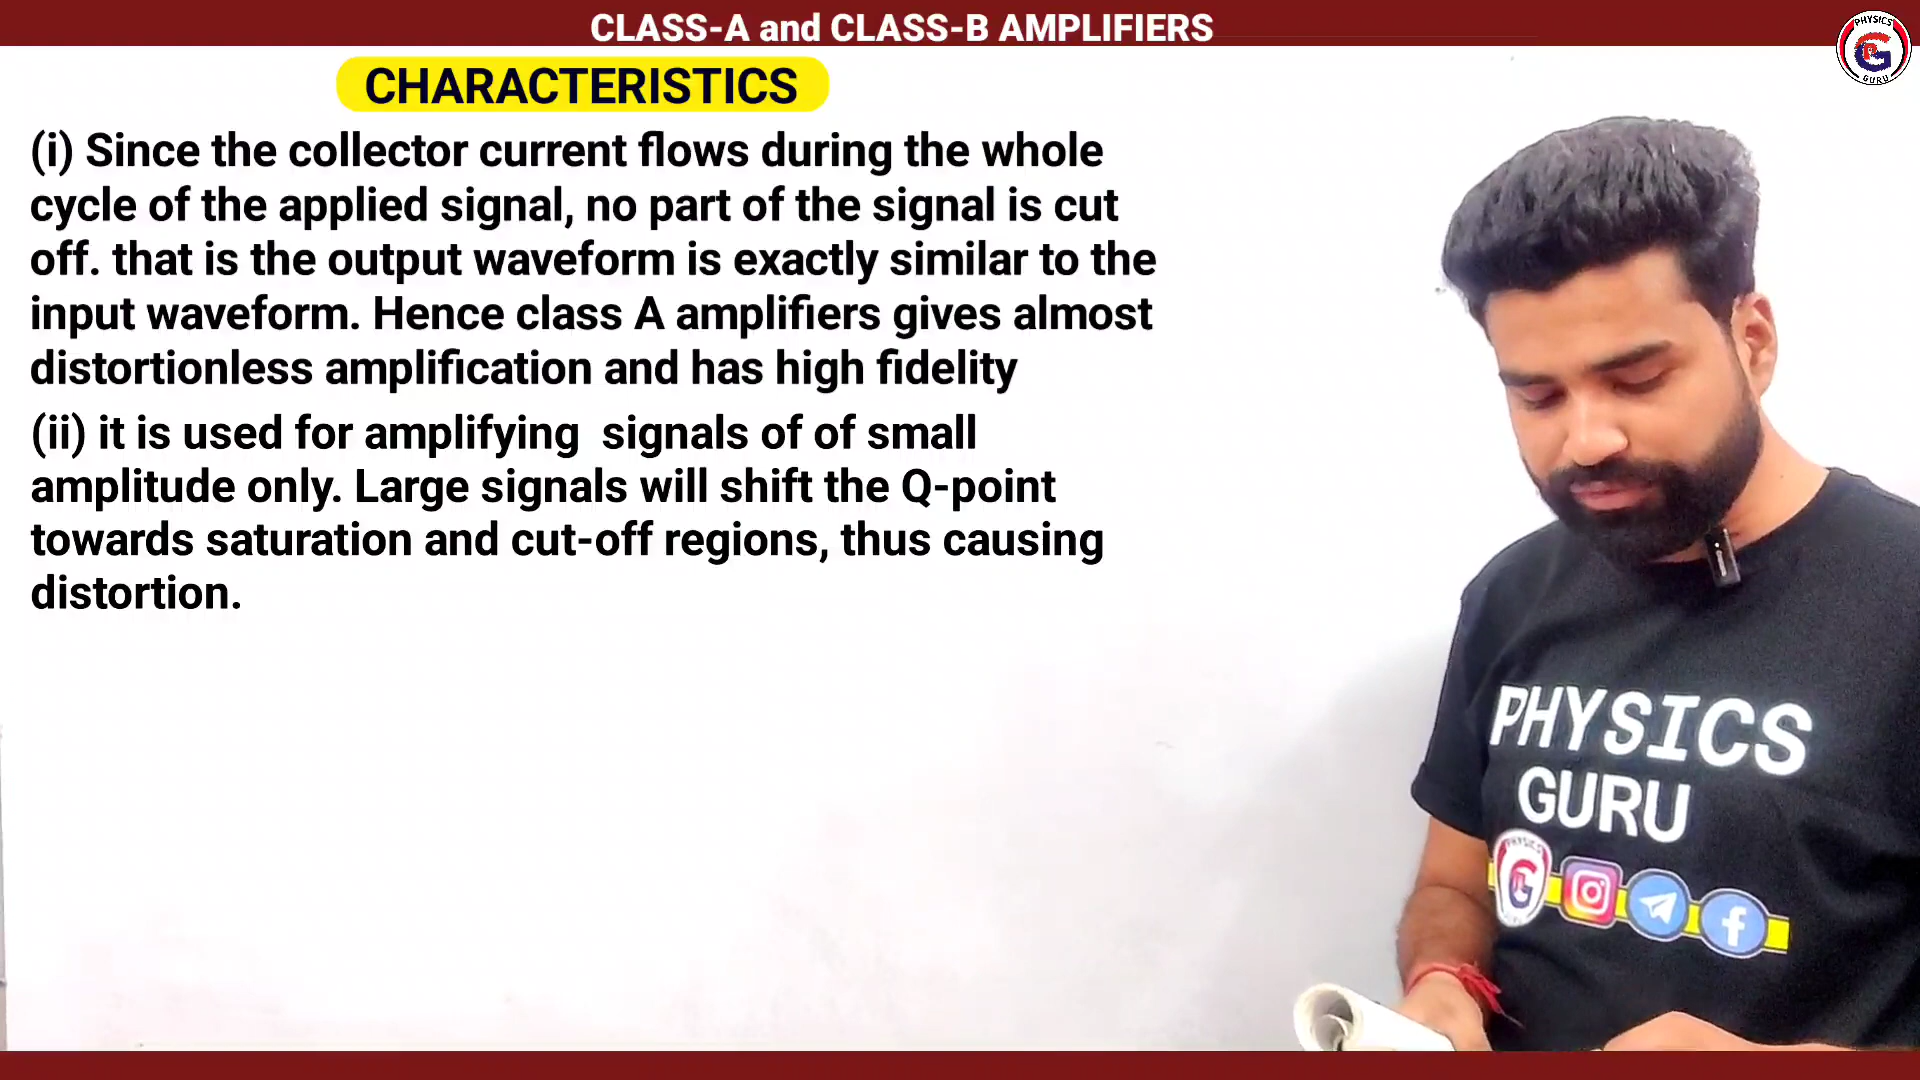 CLASS-A and CLASS-B AMPLIFIERS
PHYSICS
GURU
CHARACTERISTICS
(i) Since the collector current flows during the whole
cycle of the applied signal, no part of the signal is cut
off. that is the output waveform is exactly similar to the
input waveform. Hence class A amplifiers gives almost
distortionless amplification and has high fidelity
(ii) it is used for amplifying signals of of small
amplitude only. Large signals will shift the Q-point
towards saturation and cut-off regions, thus causing
distortion.
PHYSICS
GURU